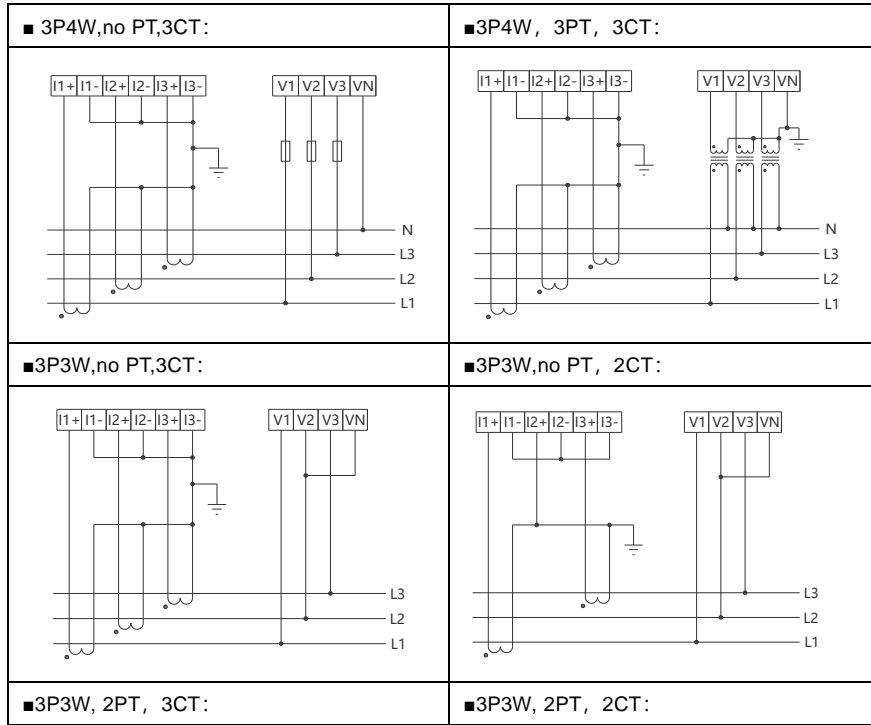 ■ 3P4W,no PT,3CT：
■3P4W，3PT，3CT：
I1+ I1- I2+ I2- I3+ I3-
V1 V2 V3 VN
N
L3
L2
L1
I1+ I1- I2+ I2- I3+ I3-
V1 V2 V3 VN
N
L3
L2
L1
■3P3W,no PT,3CT：
■3P3W,no PT，2CT：
I1+ I1- I2+ I2- I3+ I3-
V1 V2 V3 VN
L3
L2
L1
I1+ I1- I2+ I2- I3+ I3-
V1 V2 V3 VN
L3
L2
L1
■3P3W, 2PT，3CT：
■3P3W, 2PT，2CT：